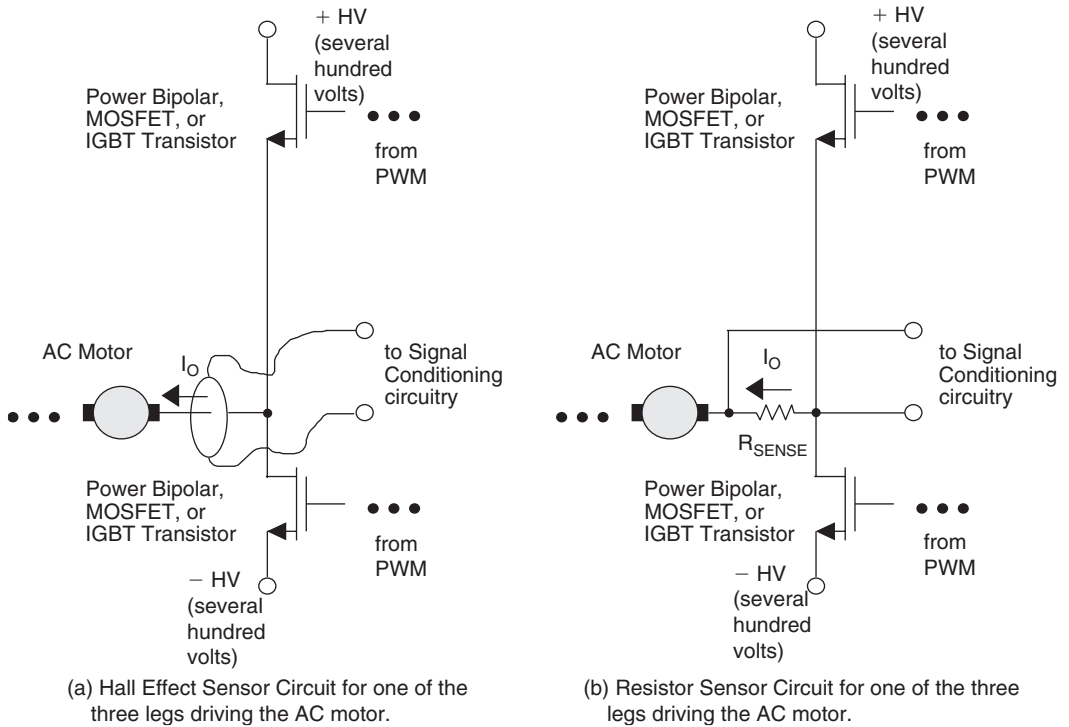 + HV
(several
hundred
volts)
Power Bipolar,
MOSFET, or
IGBT Transistor
from
PWM
AC Motor
IO
to Signal
Conditioning
circuitry
Power Bipolar,
MOSFET, or
IGBT Transistor
from
PWM
− HV
(several
hundred
volts)
(a) Hall Effect Sensor Circuit for one of the
three legs driving the AC motor.
+ HV
(several
hundred
volts)
Power Bipolar,
MOSFET, or
IGBT Transistor
from
PWM
AC Motor
IO
RSENSE
to Signal
Conditioning
circuitry
Power Bipolar,
MOSFET, or
IGBT Transistor
from
PWM
− HV
(several
hundred
volts)
(b) Resistor Sensor Circuit for one of the three
legs driving the AC motor.